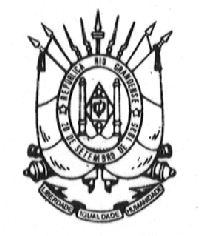 REPÚBLICA RIO GRANDENSE
20 DE SETEMBRO DE 1835
LIBERDADE IGUALDADE HUMANIDADE